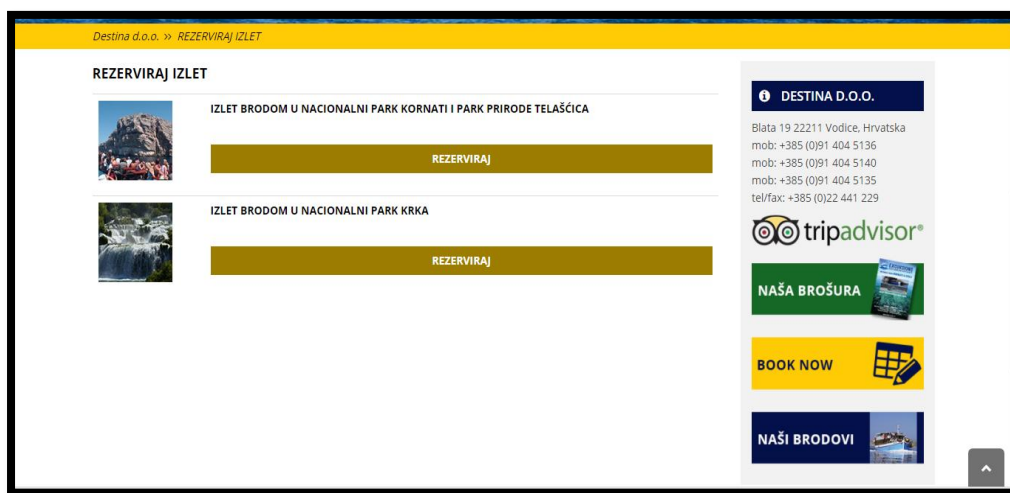 Destina d.o.o. » REZERVIRAJ IZLET
REZERVIRAJ IZLET
IZLET BRODOM U NACIONALNI PARK KORNATI I PARK PRIRODE TELAŠĆICA
REZERVIRAJ
IZLET BRODOM U NACIONALNI PARK KRKA
REZERVIRAJ
DESTINA D.O.O.
Blata 19 22211 Vodice, Hrvatska
mob: +385 (0)91 404 5136
mob: +385 (0)91 404 5140
mob: +385 (0)91 404 5135
tel/fax: +385 (0)22 441 229
tripadvisor®
NAŠA BROŠURA
BOOK NOW
NAŠI BRODOVI